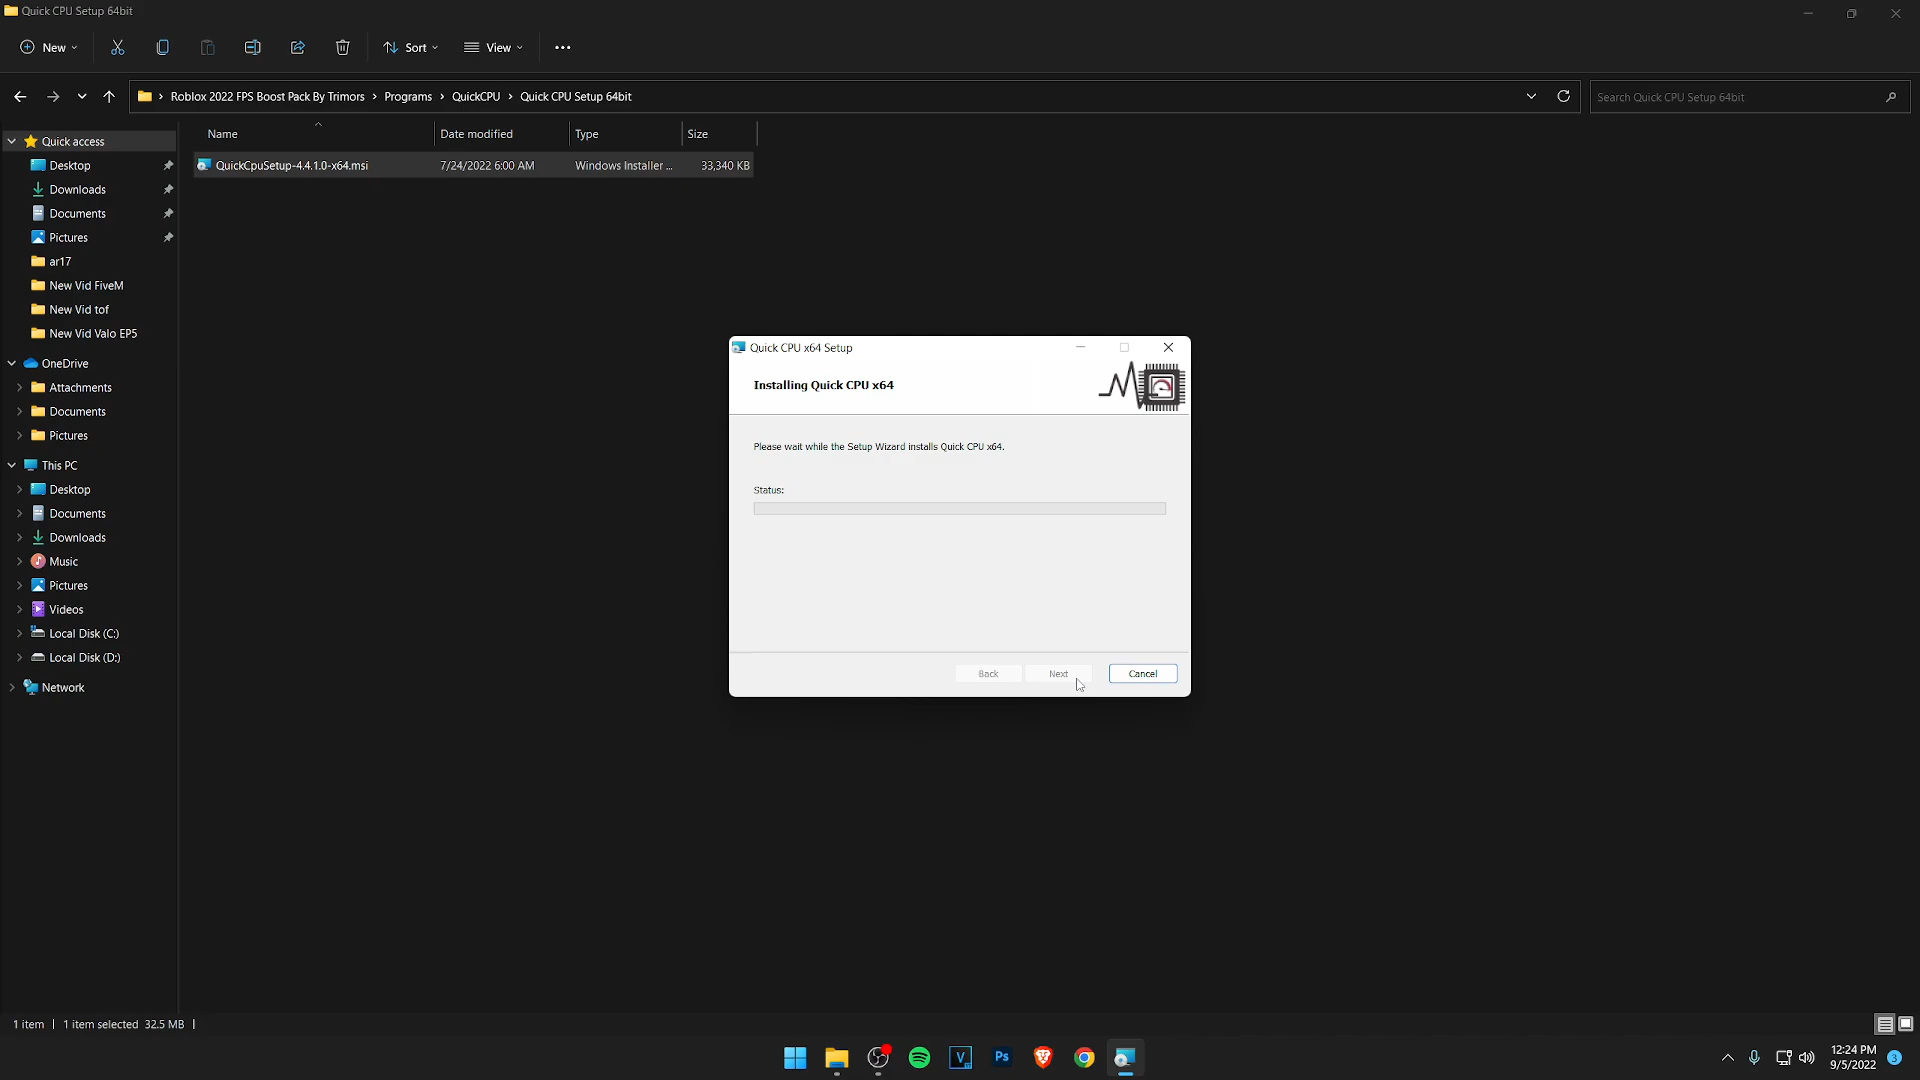 Quick CPU Setup 64bit
New
Sort
View
Roblox 2022 FPS Boost Pack By Trimors > Programs > QuickCPU > Quick CPU Setup 64bit
Search Quick CPU Setup 64bit
Name
Date modified
Type
Size
QuickCpuSetup-4.4.1.0-x64.msi
7/24/2022 6:00 AM
Windows Installer ...
33,340 KB
Quick access
Desktop
Downloads
Documents
Pictures
ar17
New Vid FiveM
New Vid tof
New Vid Valo EP5
OneDrive
Attachments
Documents
Pictures
This PC
Desktop
Documents
Downloads
Music
Pictures
Videos
Local Disk (C:)
Local Disk (D:)
Network
Quick CPU x64 Setup
Installing Quick CPU x64
Please wait while the Setup Wizard installs Quick CPU x64.
Status:
Back
Next
Cancel
1 item
1 item selected 32.5 MB
V
Ps
12:24 PM
9/5/2022
3